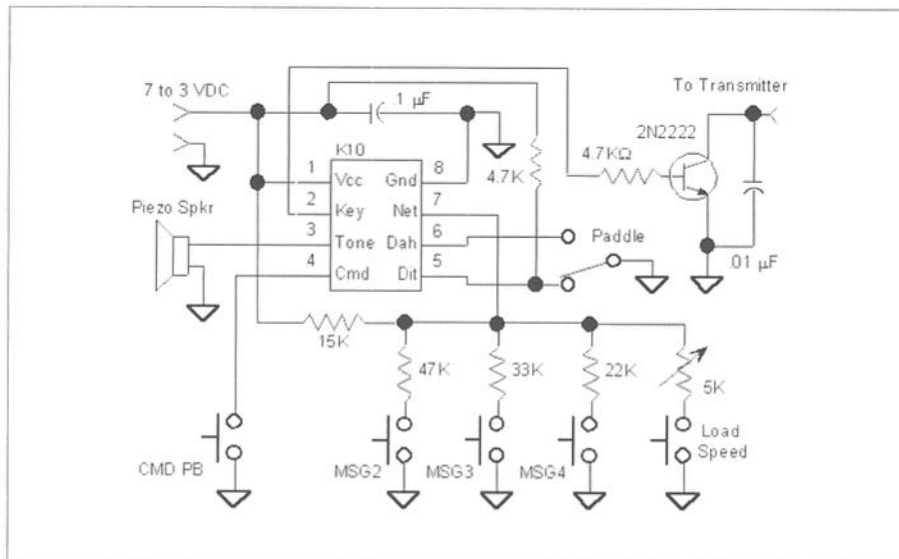 7 to 3 VDC
.1 µF
To Transmitter
2N2222
K10
4.7KΩ
4.7K
1 Vcc Gnd 8
2 Key Net 7
Piezo Spkr
3 Tone Dah 6
Paddle
4 Cmd Dit 5
.01 µF
15K
47K
33K
22K
5K
Load
Speed
CMD PB
MSG2
MSG3
MSG4